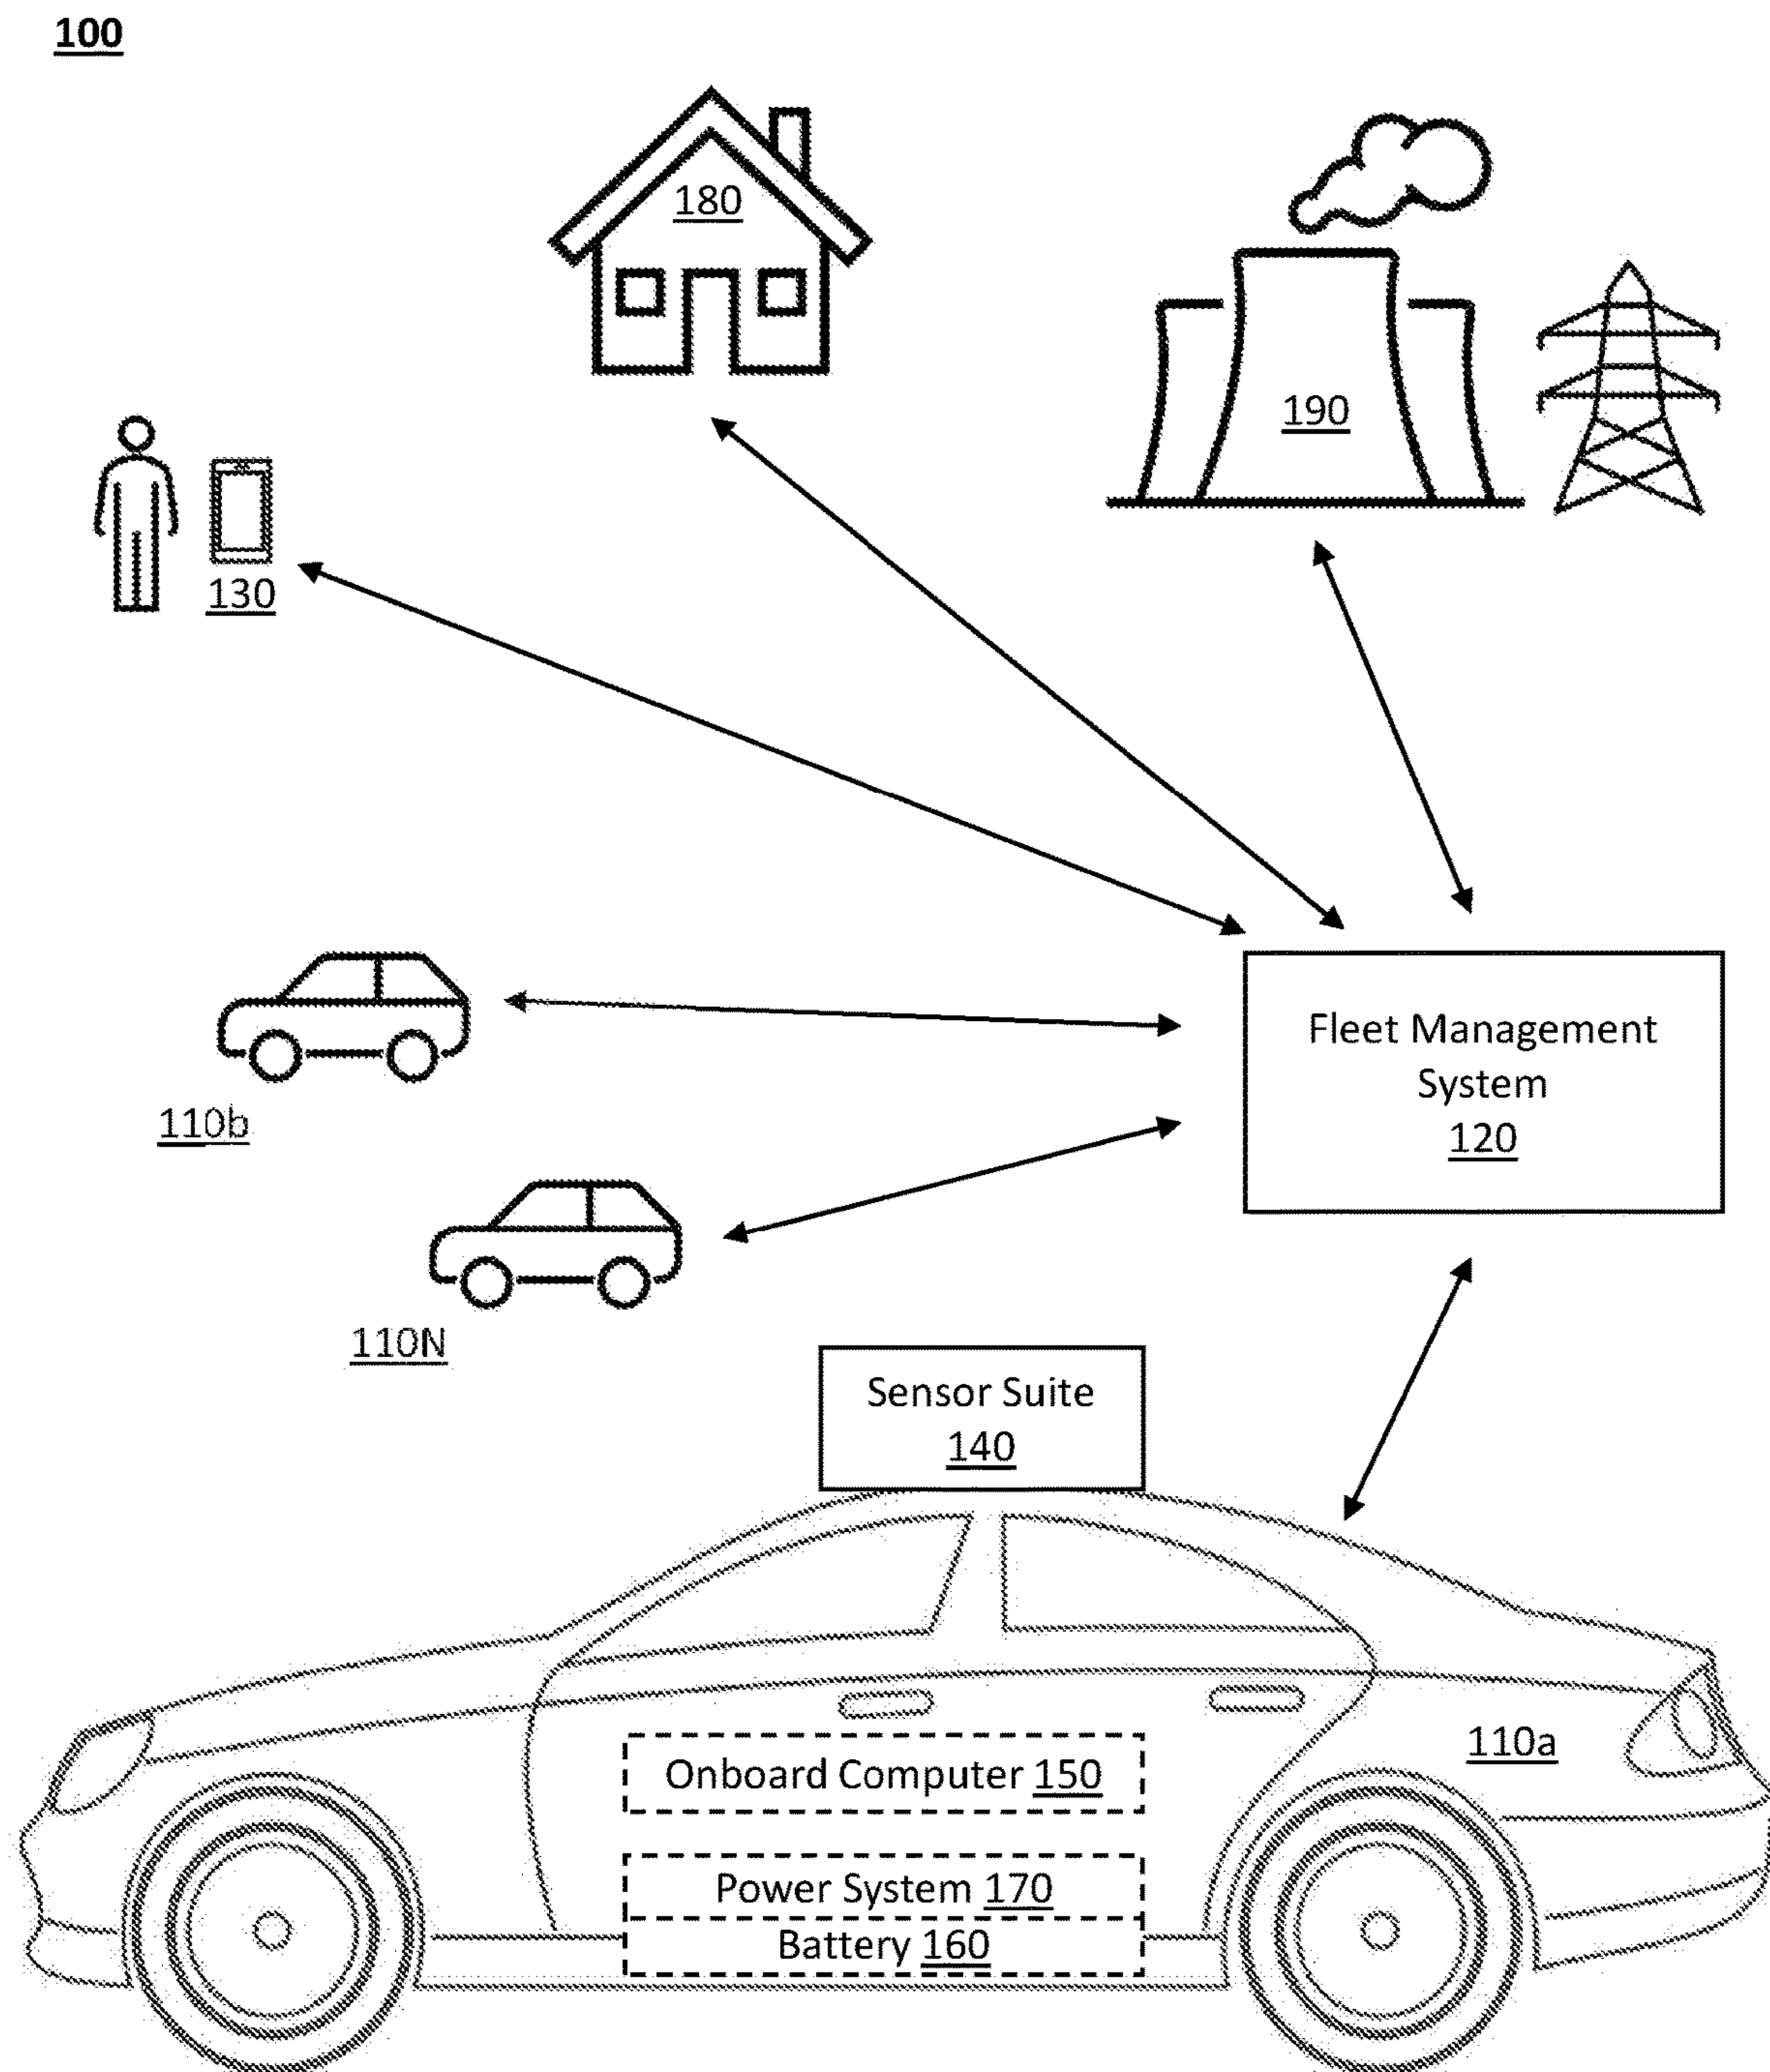 100
180
190
130
110b
Fleet Management
System
120
110N
Sensor Suite
140
110a
Onboard Computer 150
Power System 170
Battery 160